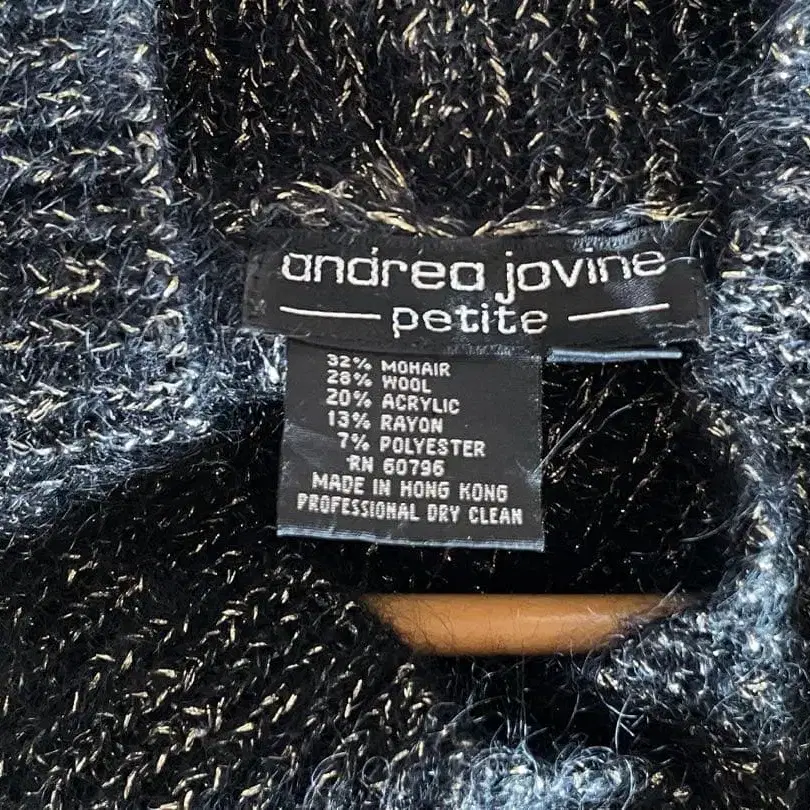 andrea jovine
petite
32% MOHAIR
28% WOOL
20% ACRYLIC
13% RAYON
7% POLYESTER
RN 60796
MADE IN HONG KONG
PROFESSIONAL DRY CLEAN